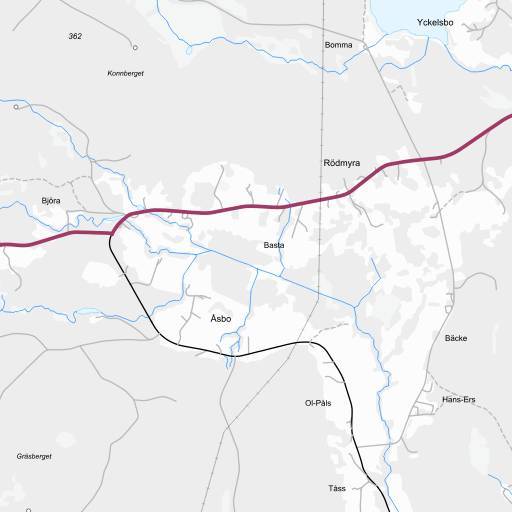 Yckelsbo
362
Bomma
Konnberget
Rödmyra
Björa
Basta
Åsbo
Bäcke
Hans-Ers
Ol-Påls
Gräsberget
Täss